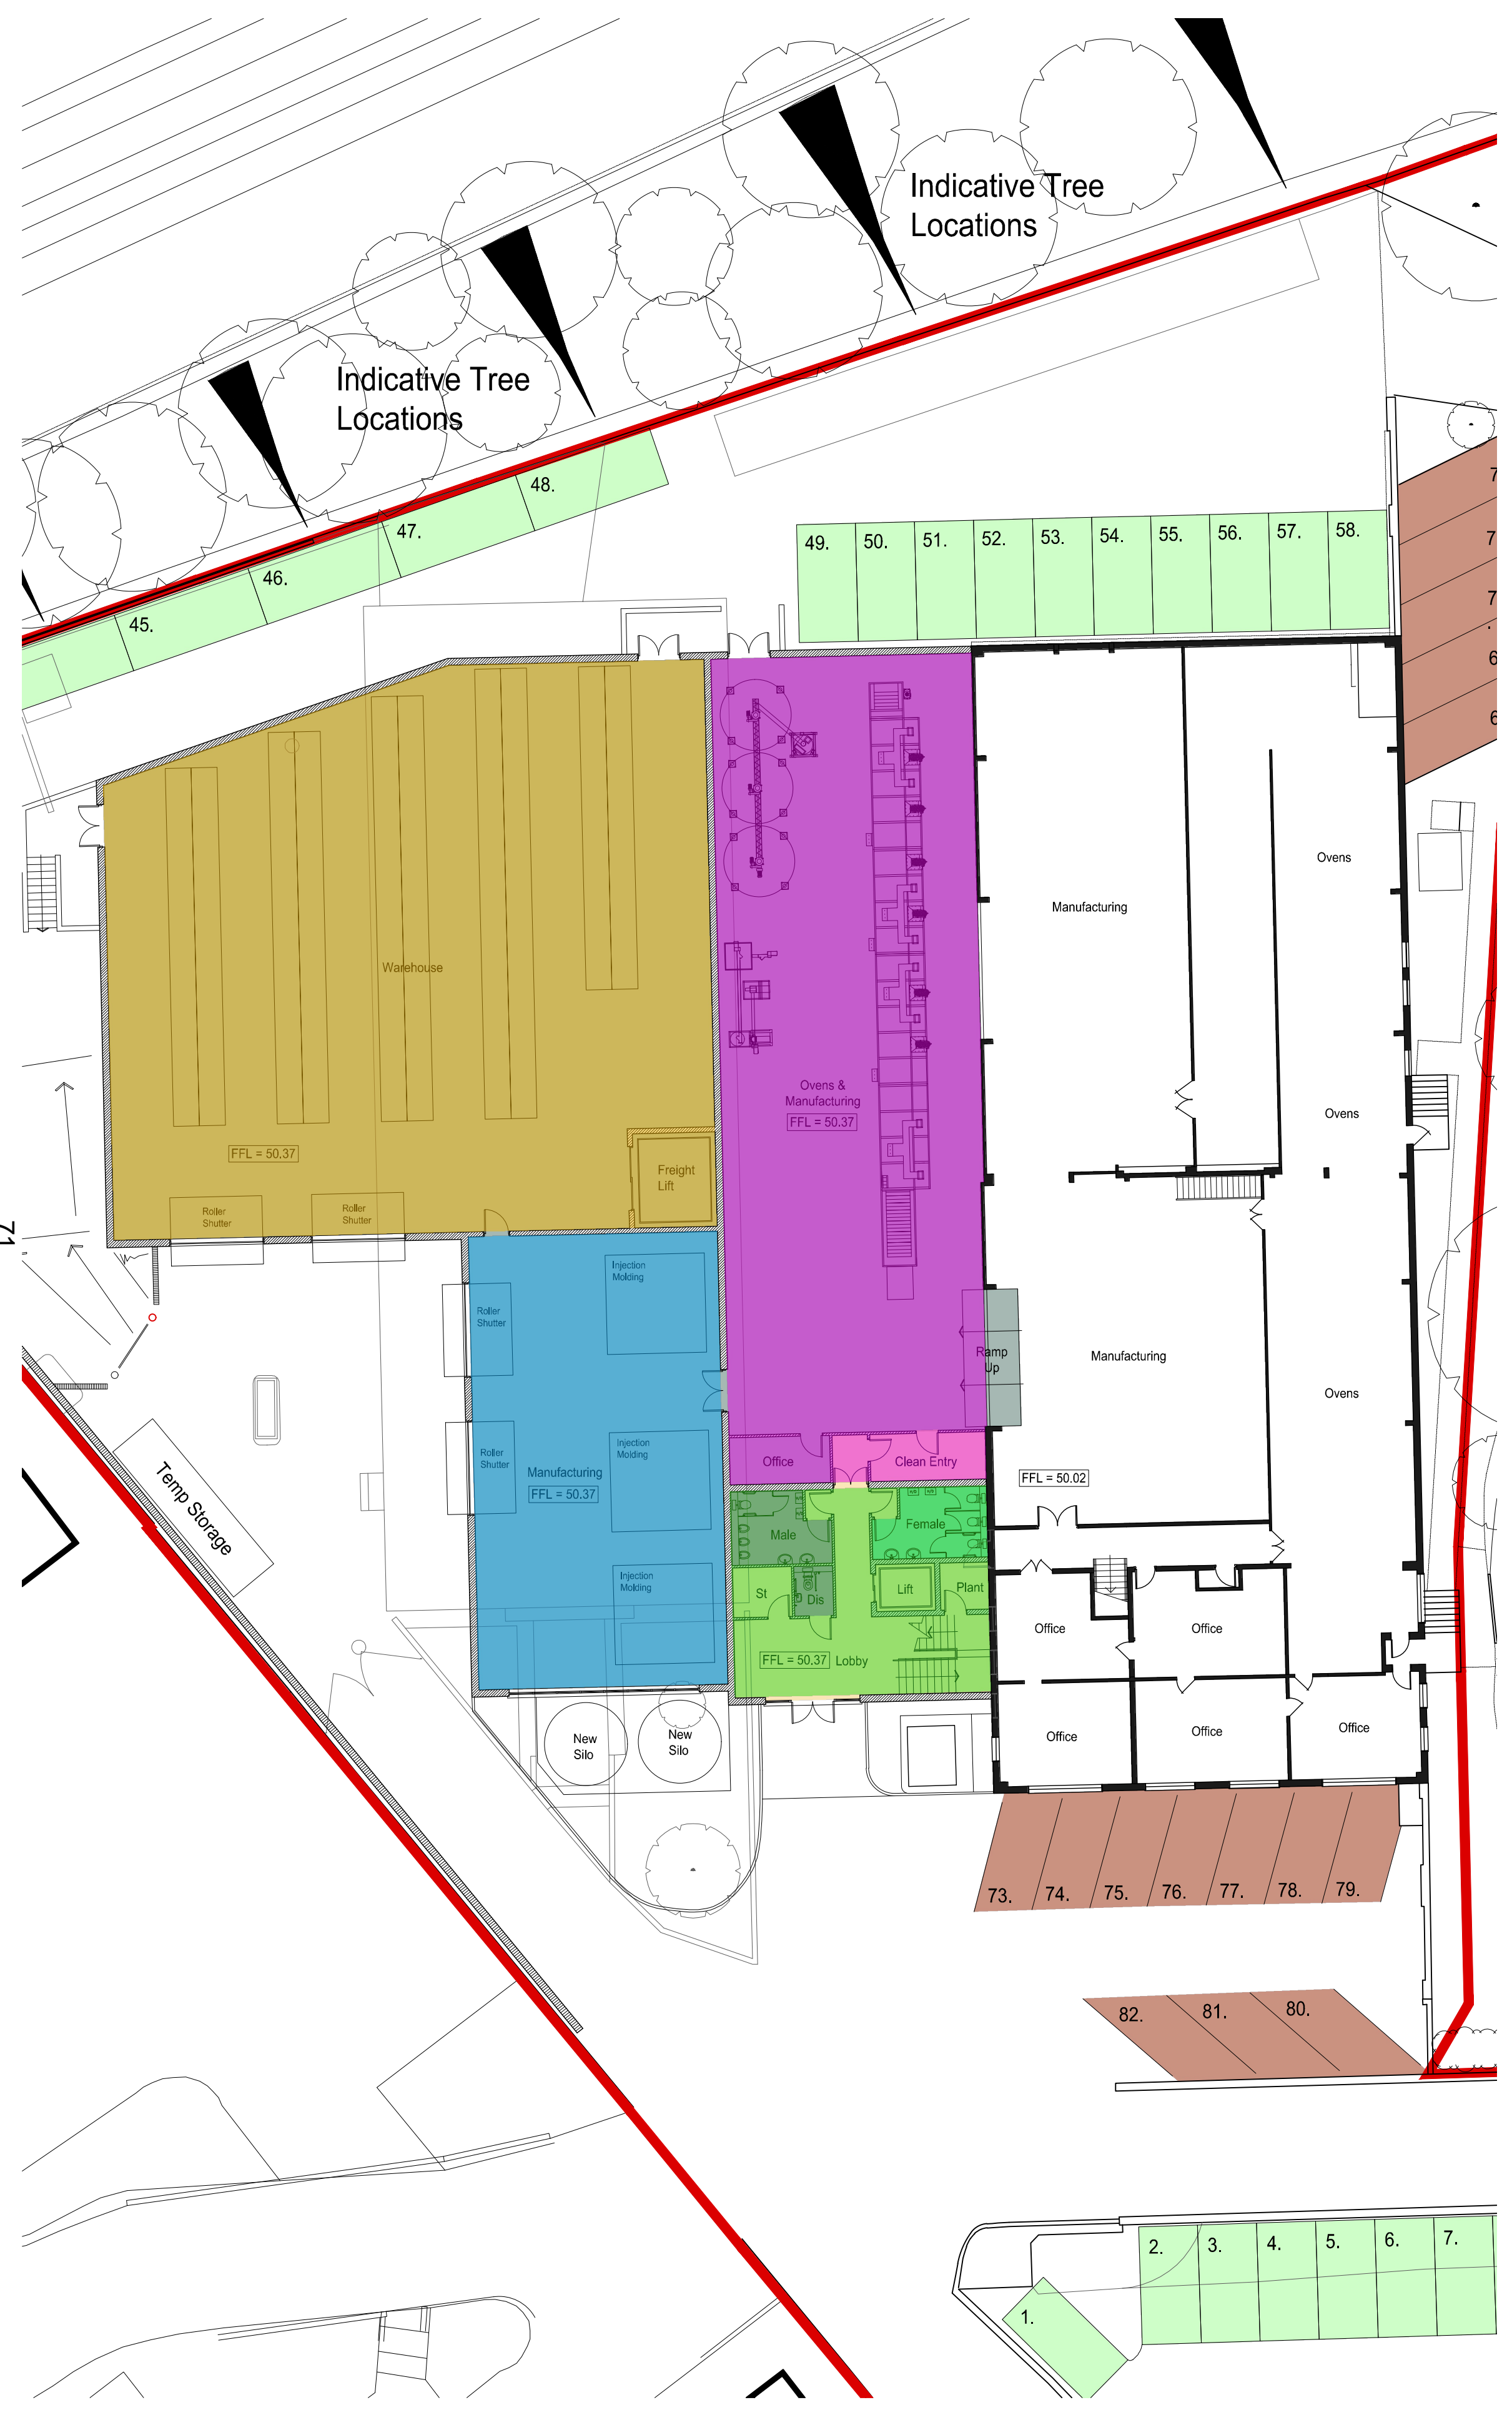 Indicative Tree
Locations
Indicative Tree
Locations
48.
47.
46.
45.
49.
50.
51.
52.
53.
54.
55.
56.
57.
58.
Warehouse
FFL = 50.37
Roller
Shutter
Roller
Shutter
Freight
Lift
Ovens &
Manufacturing
FFL = 50.37
Manufacturing
Ovens
Ovens
Ovens
Manufacturing
FFL = 50.02
Ramp
Up
Injection
Molding
Roller
Shutter
Injection
Molding
Roller
Shutter
Manufacturing
FFL = 50.37
Injection
Molding
Office
Clean Entry
Male
Female
St
Dis
Lift
Plant
FFL = 50.37
Lobby
Temp Storage
New
Silo
New
Silo
Office
Office
Office
Office
Office
73.
74.
75.
76.
77.
78.
79.
82.
81.
80.
1.
2.
3.
4.
5.
6.
7.